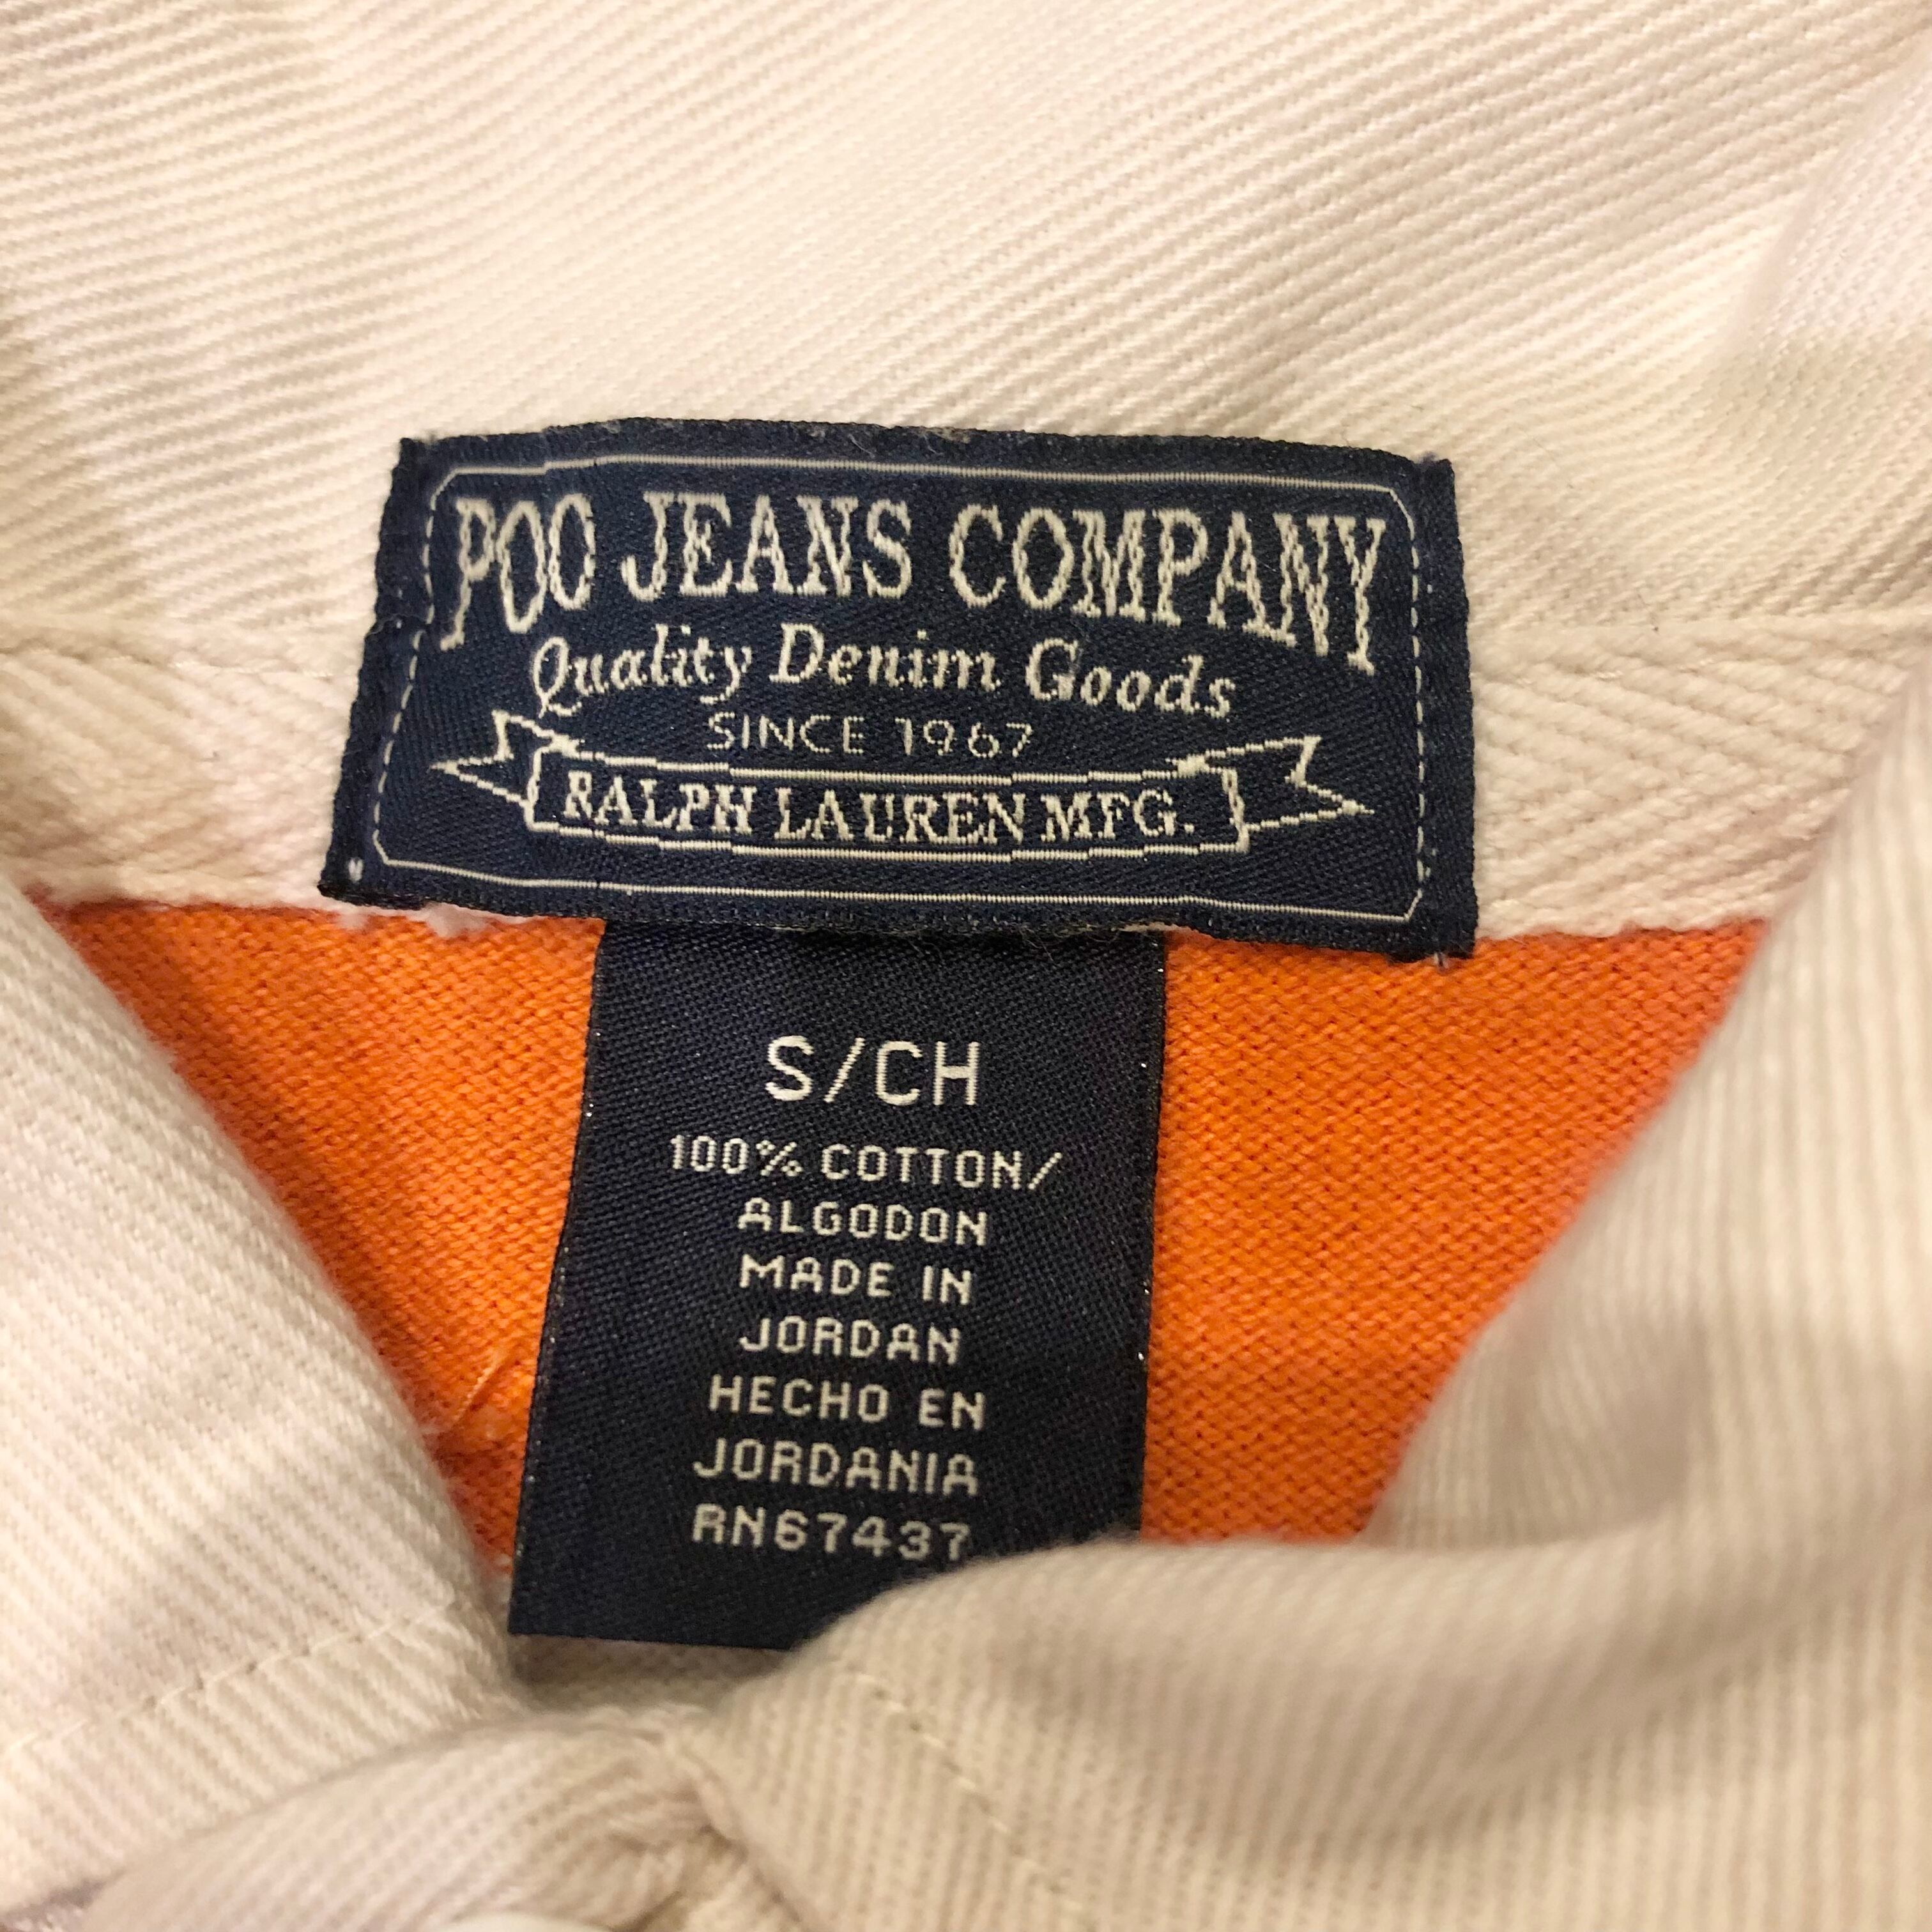 POO JEANS COMPANY
Quality Denim Goods
SINCE 1967
RALPH LAUREN MFG.
S/CH
100% COTTON/
ALGODON
MADE IN
JORDAN
HECHO EN
JORDANIA
RN67437